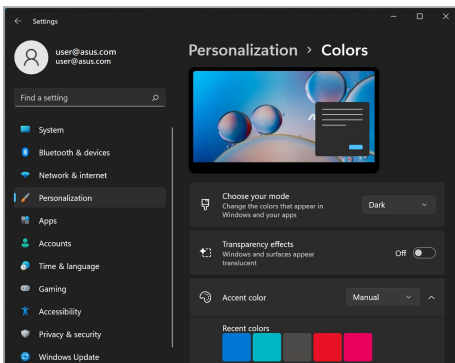 Settings
user@asus.com
user@asus.com
Find a setting
System
Bluetooth & devices
Network & internet
Personalization
Apps
Accounts
Time & language
Gaming
Accessibility
Privacy & security
Windows Update
Personalization > Colors
Choose your mode
Change the colors that appear in
Windows and your apps
Dark
Transparency effects
Windows and surfaces appear
translucent
Off
Accent color
Manual
Recent colors